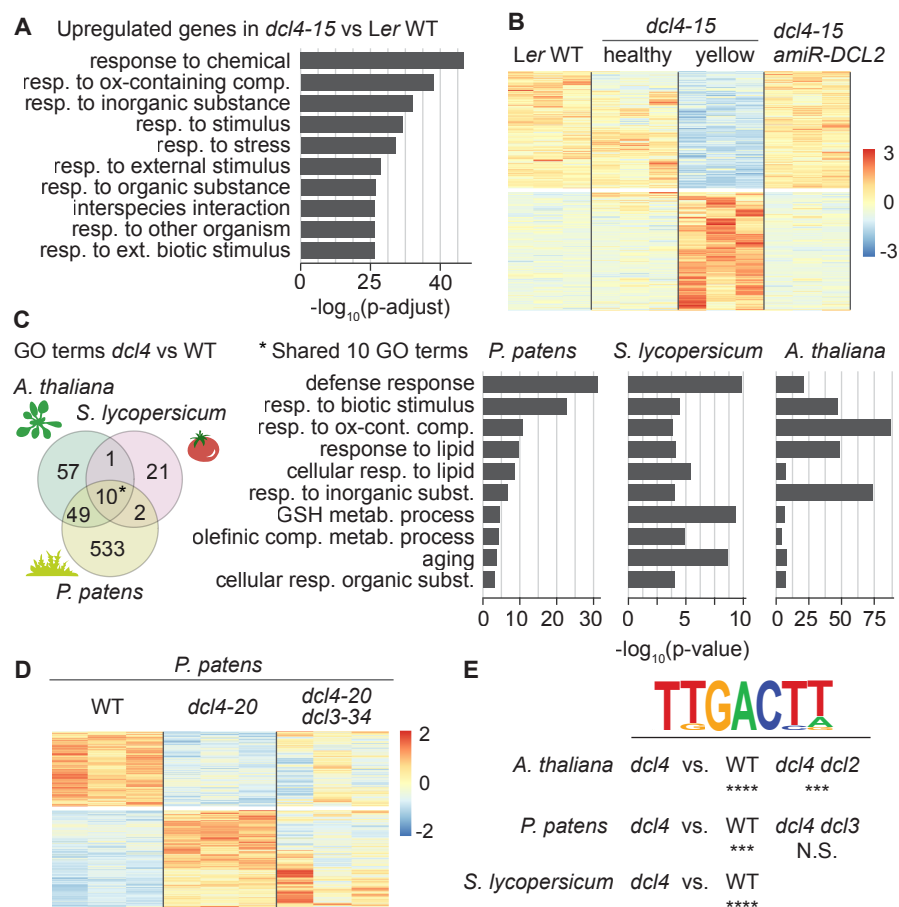 A Upregulated genes in dcl4-15 vs Ler WT
response to chemical
resp. to ox-containing comp.
resp. to inorganic substance
resp. to stimulus
resp. to stress
resp. to external stimulus
resp. to organic substance
interspecies interaction
resp. to other organism
resp. to ext. biotic stimulus
0 25 40
-log10(p-adjust)
B
dcl4-15 dcl4-15
Ler WT healthy yellow amiR-DCL2
3
0
-3
C
GO terms dcl4 vs WT
A. thaliana
S. lycopersicum
57 1 21
10*
49 2
533
P. patens
* Shared 10 GO terms P. patens S. lycopersicum A. thaliana
defense response
resp. to biotic stimulus
resp. to ox-cont. comp.
response to lipid
cellular resp. to lipid
resp. to inorganic subst.
GSH metab. process
olefinic comp. metab. process
aging
cellular resp. organic subst.
0 10 20 30 0 5 10 0 25 50 75
-log10(p-value)
D
P. patens
WT dcl4-20 dcl4-20
dcl3-34
2
0
-2
E
TTGACTT
A. thaliana dcl4 vs. WT dcl4 dcl2
**** ***
P. patens dcl4 vs. WT dcl4 dcl3
*** N.S.
S. lycopersicum dcl4 vs. WT
****